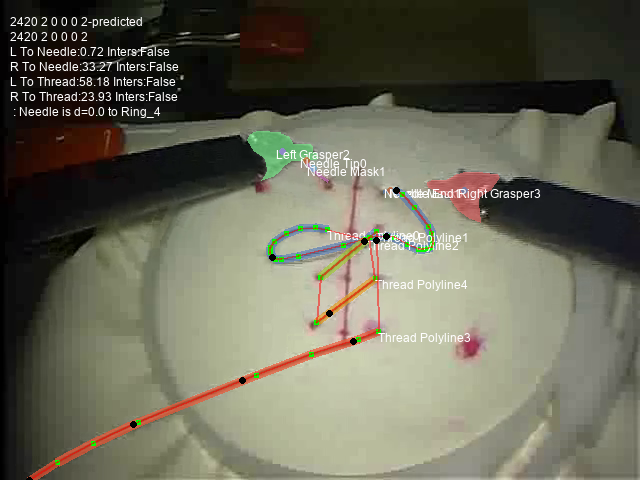 2420 2 0 0 0 2-predicted
2420 2 0 0 0 2
L To Needle:0.72 Inters:False
R To Needle:33.27 Inters:False
L To Thread:58.18 Inters:False
R To Thread:23.93 Inters:False
: Needle is d=0.0 to Ring_4
Left Grasper2
Needle Tip0
Needle Mask1
Right Grasper3
Thread Polyline1
Thread Polyline2
Thread Polyline4
Thread Polyline3